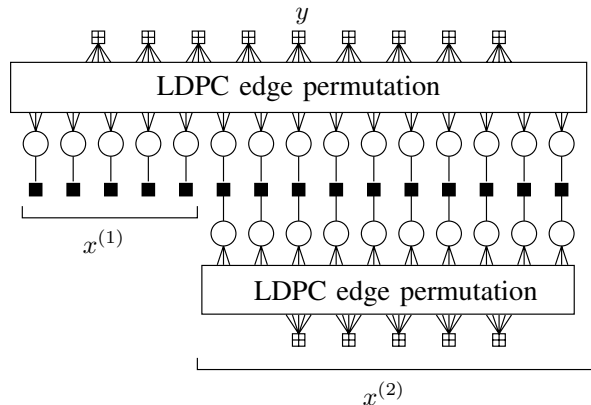 y
LDPC edge permutation
x^{(1)}
LDPC edge permutation
x^{(2)}